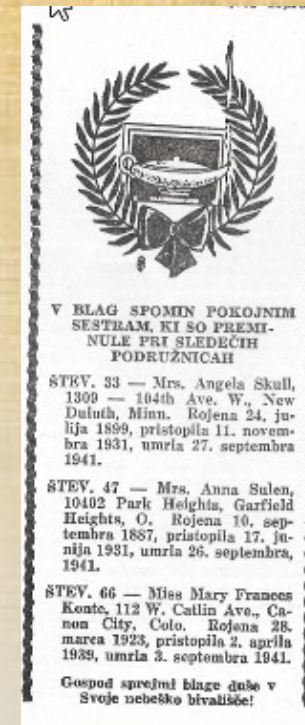 V BLAG SPOMIN POKOJNIM
SESTRAM, KI SO PREMI-
NULE PRI SLEDEČIH
PODRUŽNICAH
ŠTEV. 33 — Mrs. Angela Skull,
1309 — 104th Ave. W., New
Duluth, Minn. Rojena 24. ju-
lija 1899, pristopila 11. novem-
bra 1931, umrla 27. septembra
1941.
ŠTEV. 47 — Mrs. Anna Sulen,
10402 Park Heights, Garfield
Heights, O. Rojena 10. sep-
tembra 1887, pristopila 17. ju-
nija 1931, umrla 26. septembra,
1941.
ŠTEV. 66 — Miss Mary Frances
Konte, 112 W. Catlin Ave., Ca-
non City, Colo. Rojena 28.
marca 1923, pristopila 2. aprila
1939, umrla 3. septembra 1941.
Gospod sprejmi blage duše v
Svoje nebeško bivališče!